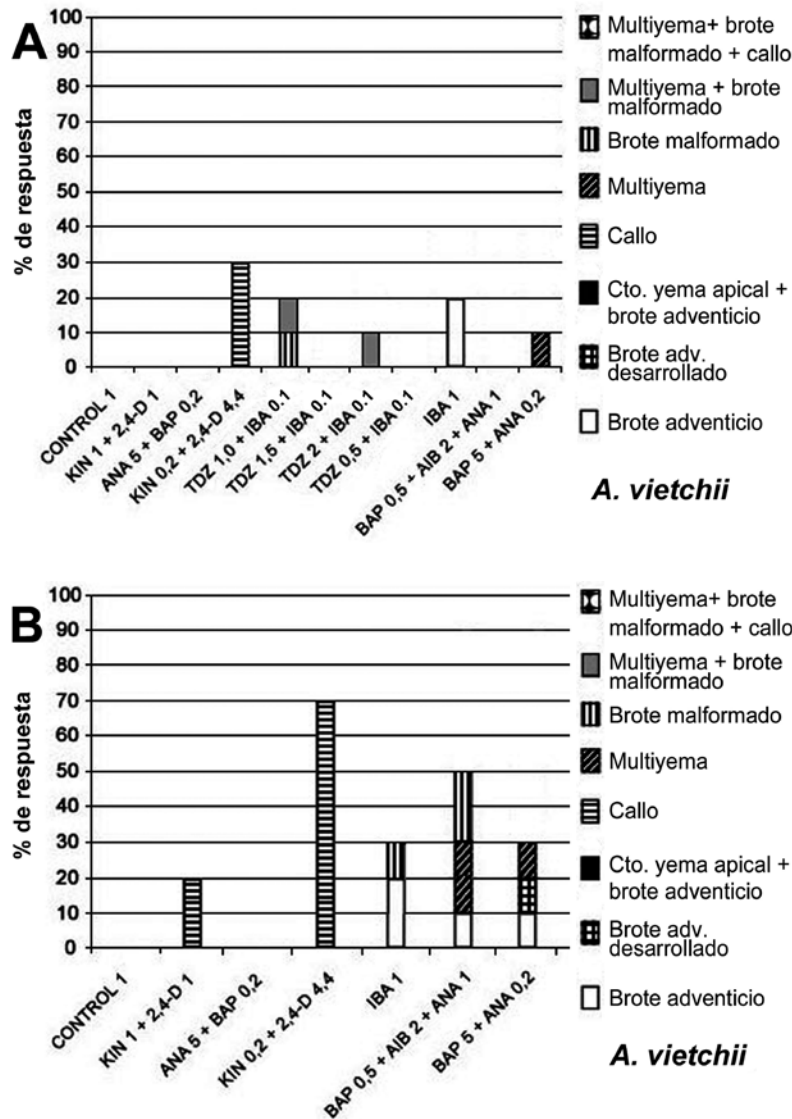 A
% de respuesta
100
90
80
70
60
50
40
30
20
10
0
CONTROL 1
KIN 1 + 2,4-D 1
ANA 5 + BAP 0,2
KIN 0,2 + 2,4-D 4,4
TDZ 1,0 + IBA 0.1
TDZ 1,5 + IBA 0.1
TDZ 2 + IBA 0.1
TDZ 0,5 + IBA 0.1
IBA 1
BAP 0,5 + AIB 2 + ANA 1
BAP 5 + ANA 0,2
Multiyema+ brote
malformado + callo
Multiyema + brote
malformado
Brote malformado
Multiyema
Callo
Cto. yema apical +
brote adventicio
Brote adv.
desarrollado
Brote adventicio
A. vietchii
B
% de respuesta
100
90
80
70
60
50
40
30
20
10
0
CONTROL 1
KIN 1 + 2,4-D 1
ANA 5 + BAP 0,2
KIN 0,2 + 2,4-D 4,4
IBA 1
BAP 0,5 + AIB 2 + ANA 1
BAP 5 + ANA 0,2
Multiyema+ brote
malformado + callo
Multiyema + brote
malformado
Brote malformado
Multiyema
Callo
Cto. yema apical +
brote adventicio
Brote adv.
desarrollado
Brote adventicio
A. vietchii